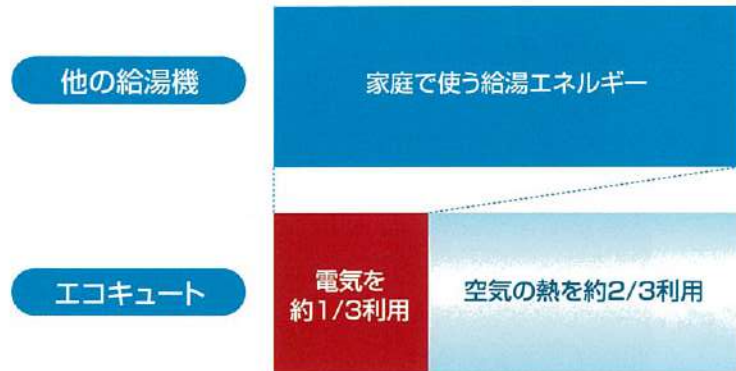 他の給湯機
家庭で使う給湯エネルギー
エコキュート
電気を
約1/3利用
空気の熱を約2/3利用